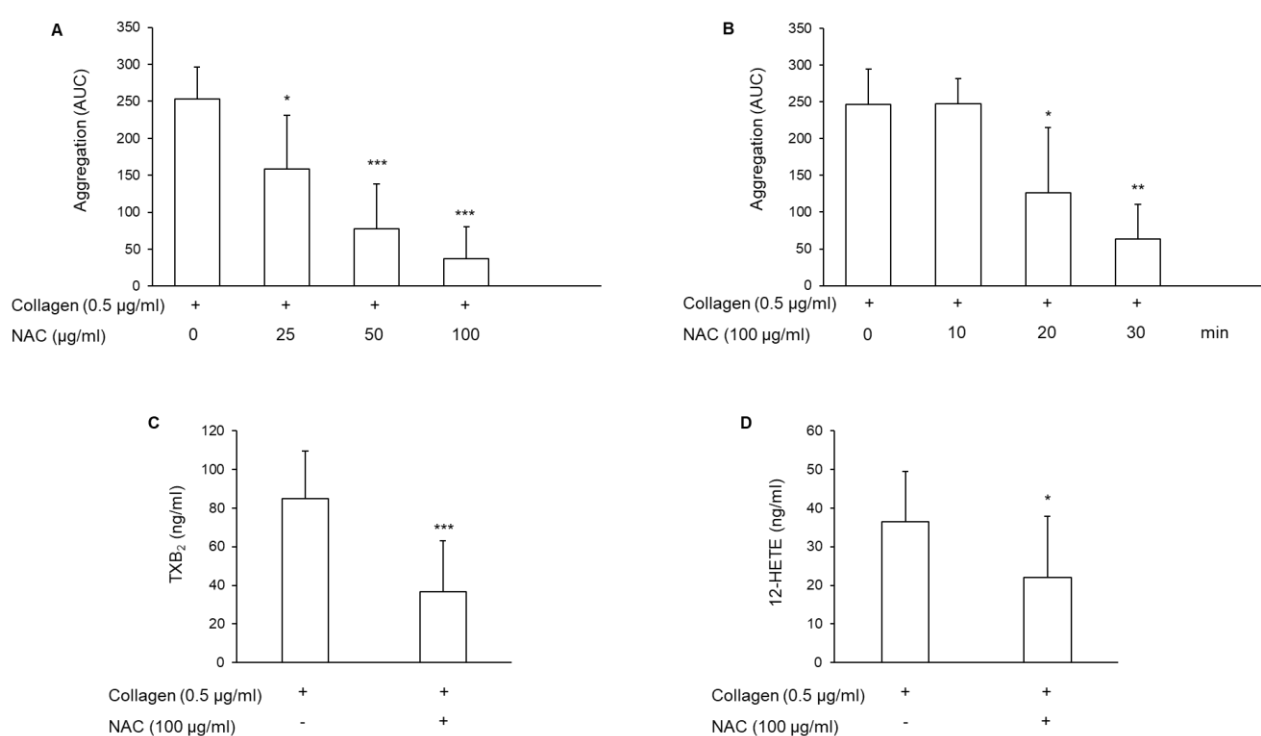 A
Aggregation (AUC)
350
300
250
200
150
100
50
0
*
***
***
Collagen (0.5 µg/ml) + + + +
NAC (µg/ml) 0 25 50 100
B
Aggregation (AUC)
350
300
250
200
150
100
50
0
*
**
Collagen (0.5 µg/ml) + + + +
NAC (100 µg/ml) 0 10 20 30 min
C
TXB₂ (ng/ml)
120
100
80
60
40
20
0
***
Collagen (0.5 µg/ml) + +
NAC (100 µg/ml) - +
D
12-HETE (ng/ml)
60
50
40
30
20
10
0
*
Collagen (0.5 µg/ml) + +
NAC (100 µg/ml) - +